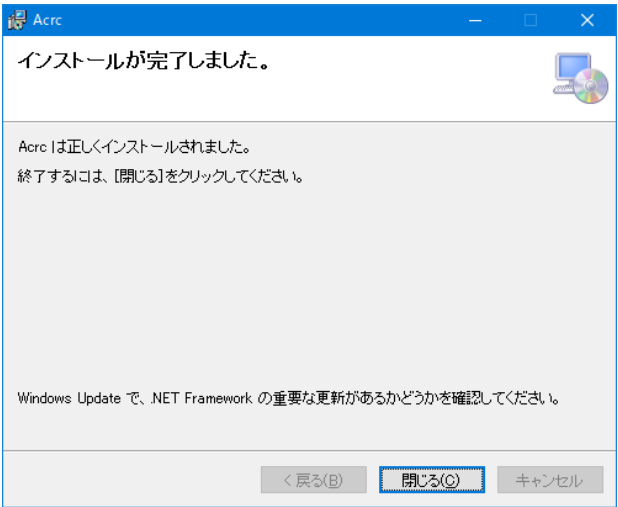 Acrc
インストールが完了しました。
Acrc は正しくインストールされました。
終了するには、[閉じる]をクリックしてください。
Windows Update で、.NET Framework の重要な更新があるかどうかを確認してください。
< 戻る(B)
閉じる(C)
キャンセル